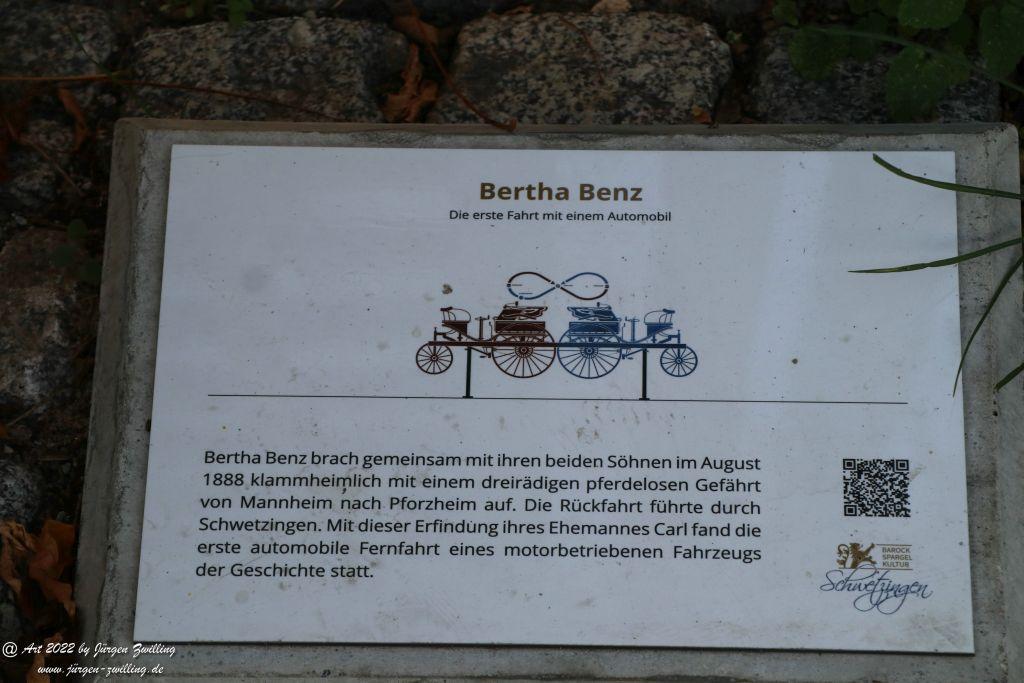 Bertha Benz
Die erste Fahrt mit einem Automobil
Bertha Benz brach gemeinsam mit ihren beiden Söhnen im August
1888 klammheimlich mit einem dreirädigen pferdelosen Gefährt
von Mannheim nach Pforzheim auf. Die Rückfahrt führte durch
Schwetzingen. Mit dieser Erfindung ihres Ehemannes Carl fand die
erste automobile Fernfahrt eines motorbetriebenen Fahrzeugs
der Geschichte statt.
BAROCK
SPARGEL
KULTUR
Schwetzingen
@ Art 2022 by Jürgen Zwilling
www.jürgen-zwilling.de